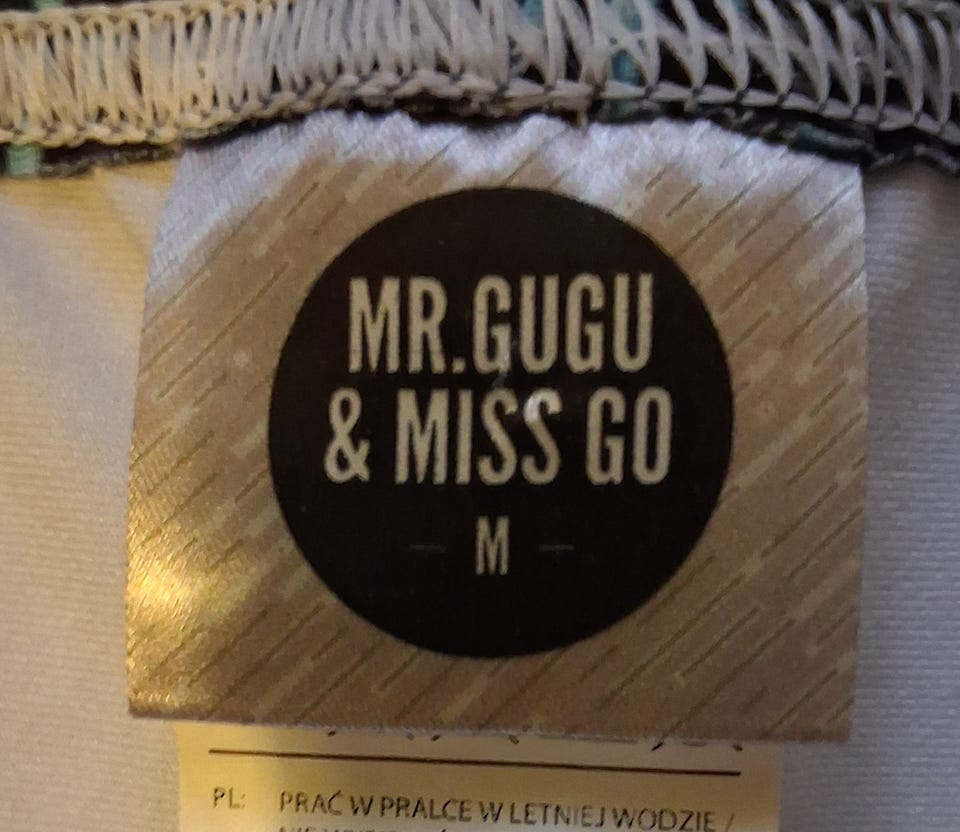 MR.GUGU
& MISS GO
M
PL: PRAĆ W PRALCE W LETNIEJ WODZIE /